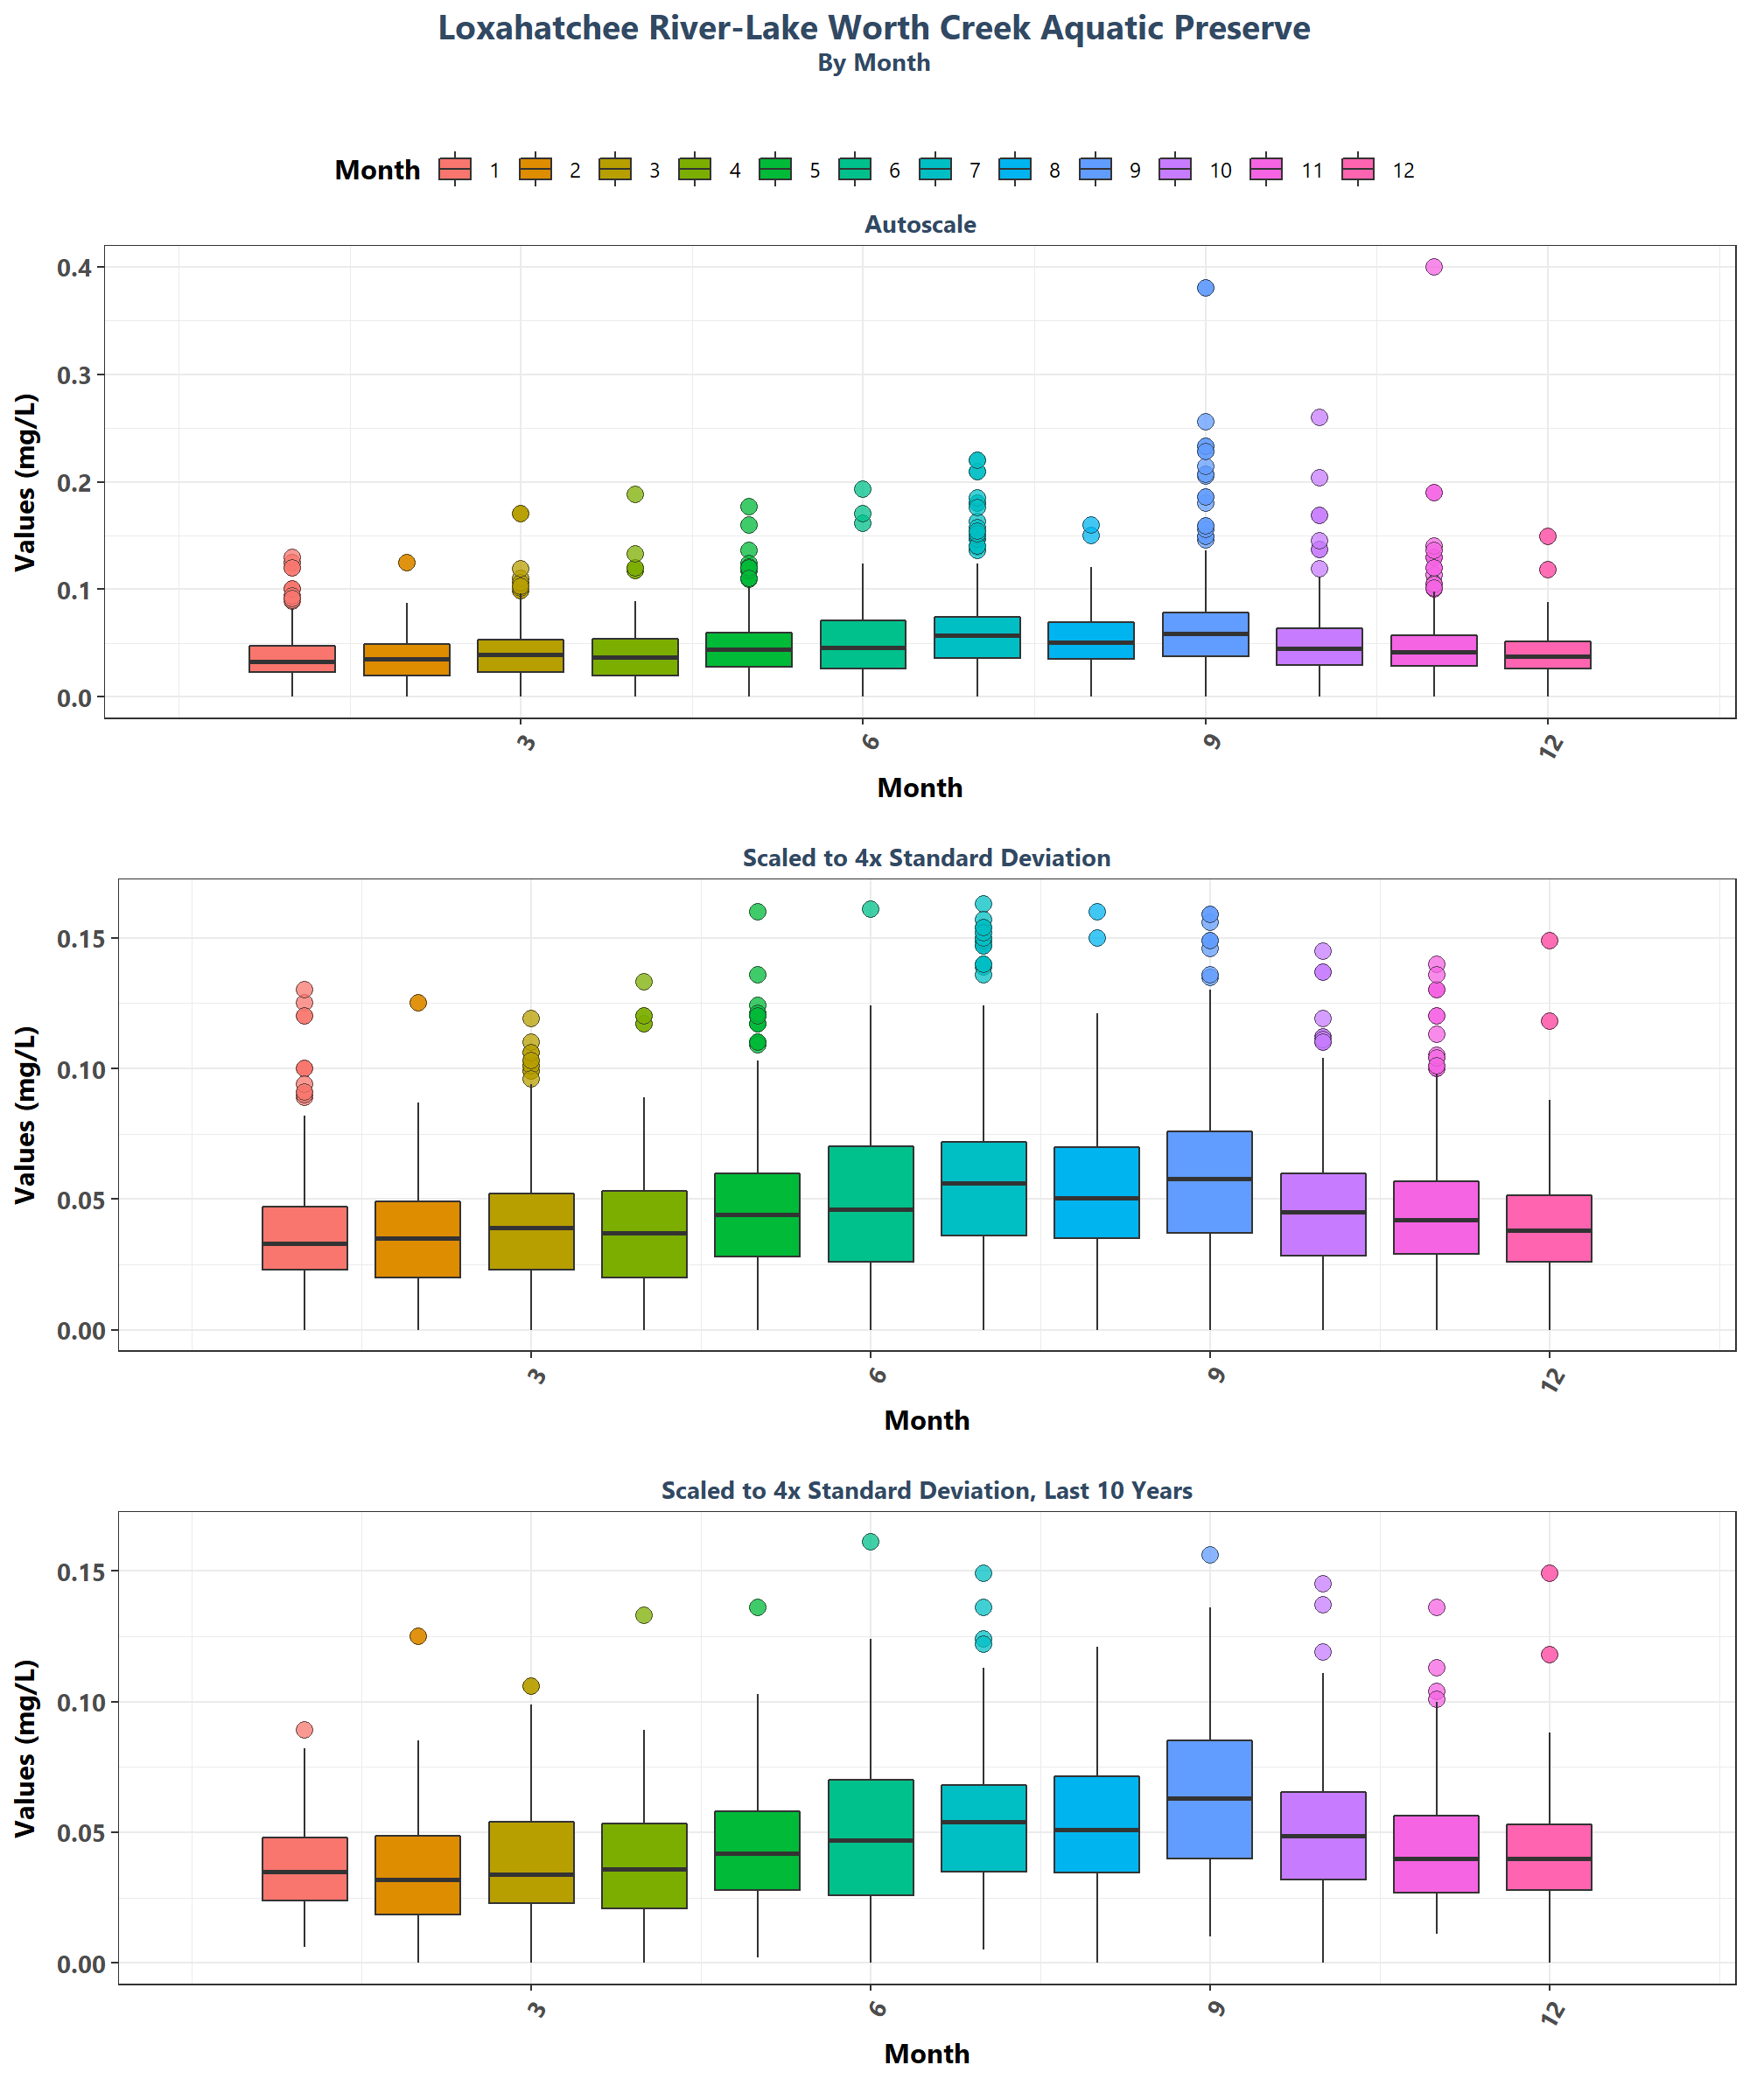 Loxahatchee River-Lake Worth Creek Aquatic Preserve
By Month
Month 1 2 3 4 5 6 7 8 9 10 11 12
Autoscale
Values (mg/L)
0.4
0.3
0.2
0.1
0.0
3 6 9 12
Month
Scaled to 4x Standard Deviation
Values (mg/L)
0.15
0.10
0.05
0.00
3 6 9 12
Month
Scaled to 4x Standard Deviation, Last 10 Years
Values (mg/L)
0.15
0.10
0.05
0.00
3 6 9 12
Month